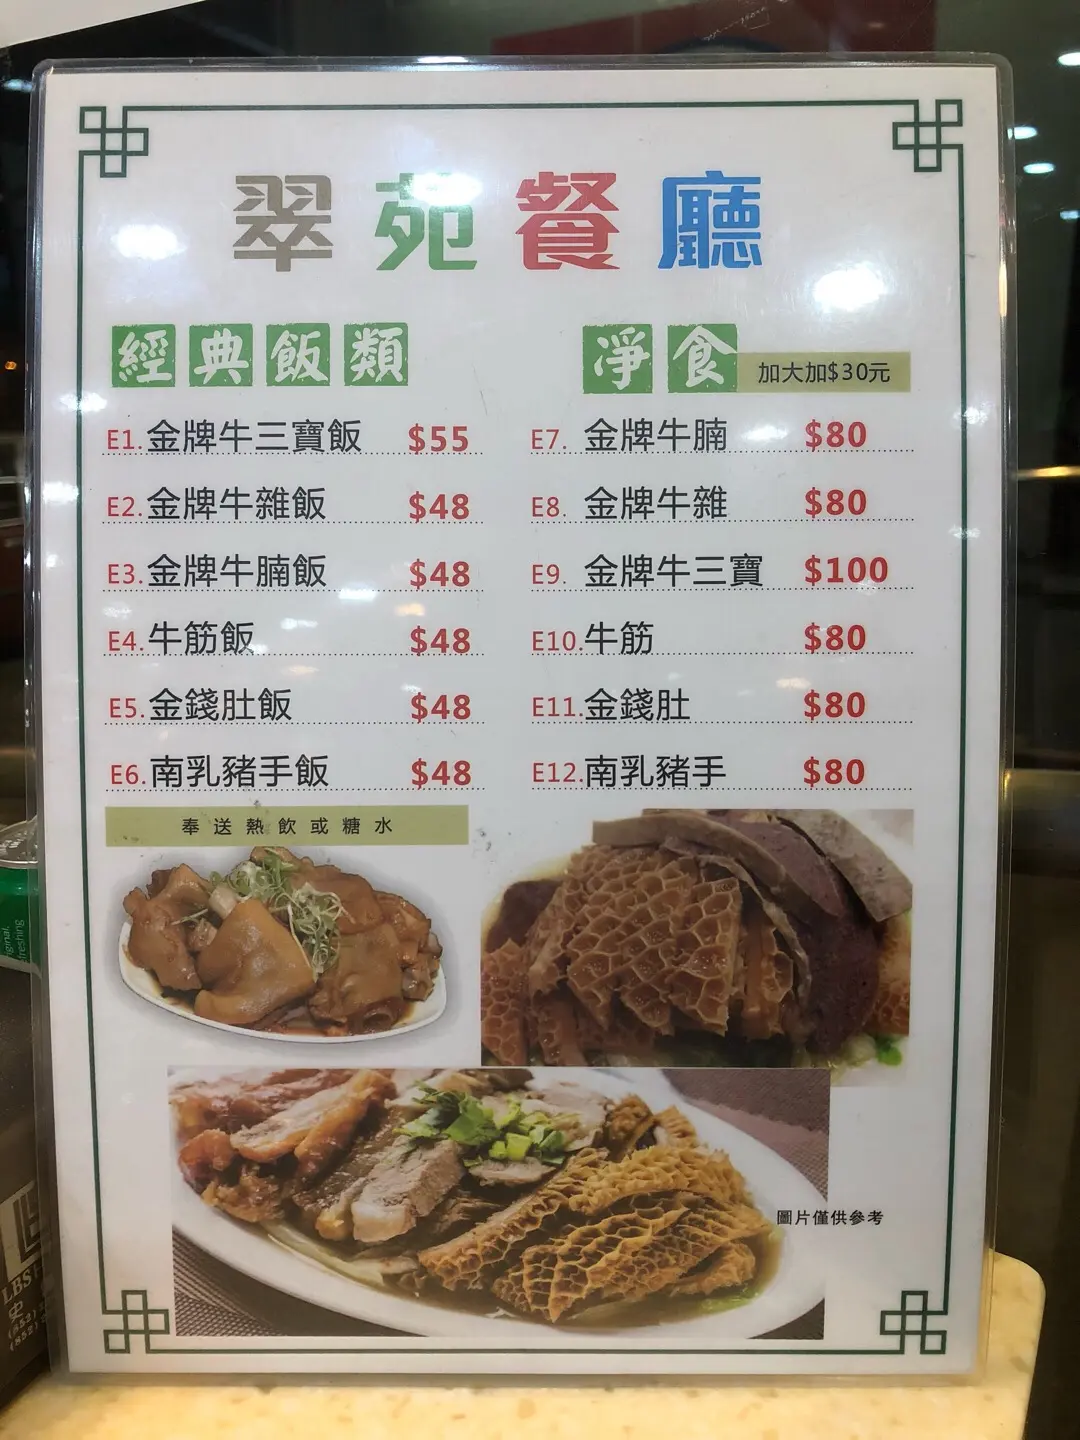 翠苑餐廳
經典飯類
E1.金牌牛三寶飯 $55
E2.金牌牛雜飯 $48
E3.金牌牛腩飯 $48
E4.牛筋飯 $48
E5.金錢肚飯 $48
E6.南乳豬手飯 $48
奉送熱飲或糖水
淨食 加大加$30元
E7.金牌牛腩 $80
E8.金牌牛雜 $80
E9.金牌牛三寶 $100
E10.牛筋 $80
E11.金錢肚 $80
E12.南乳豬手 $80
圖片僅供參考